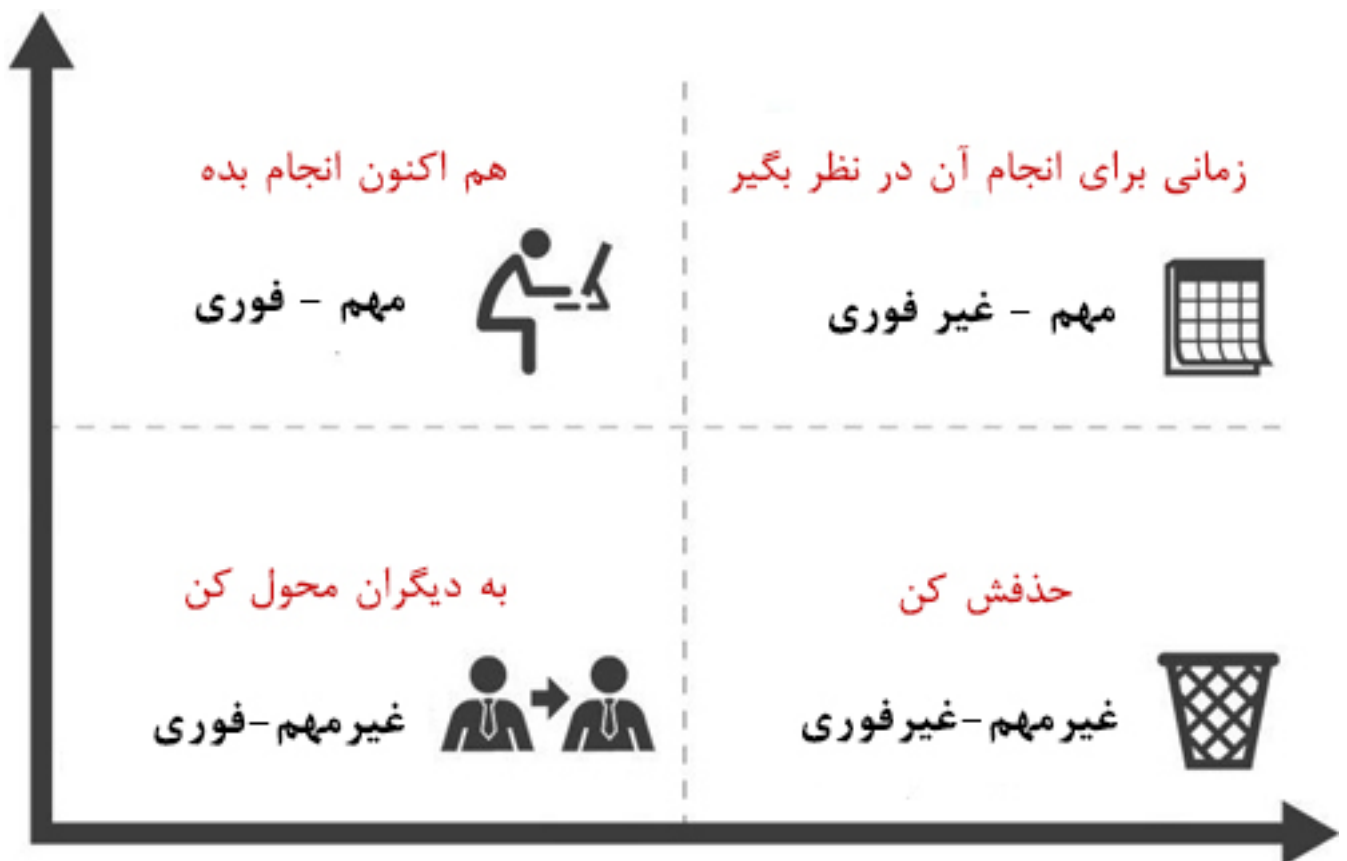 زمانی برای انجام آن در نظر بگیر
مهم - غیر فوری
هم اکنون انجام بده
مهم - فوری
حذفش کن
غیرمهم-غیرفوری
به دیگران محول کن
غیرمهم-فوری